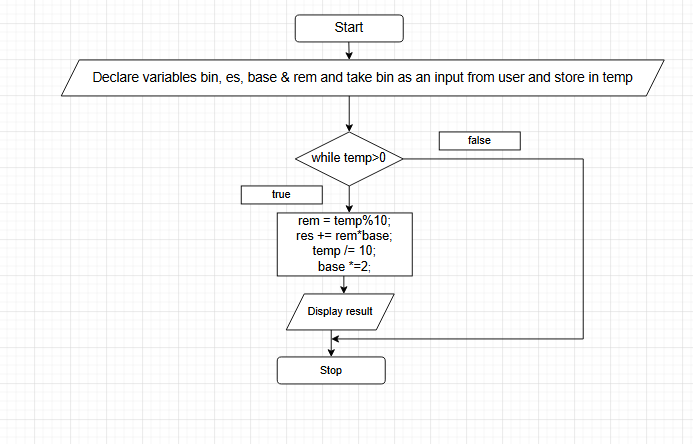 Start
Declare variables bin, es, base & rem and take bin as an input from user and store in temp
while temp>0
false
true
rem = temp%10;
res += rem*base;
temp /= 10;
base *=2;
Display result
Stop